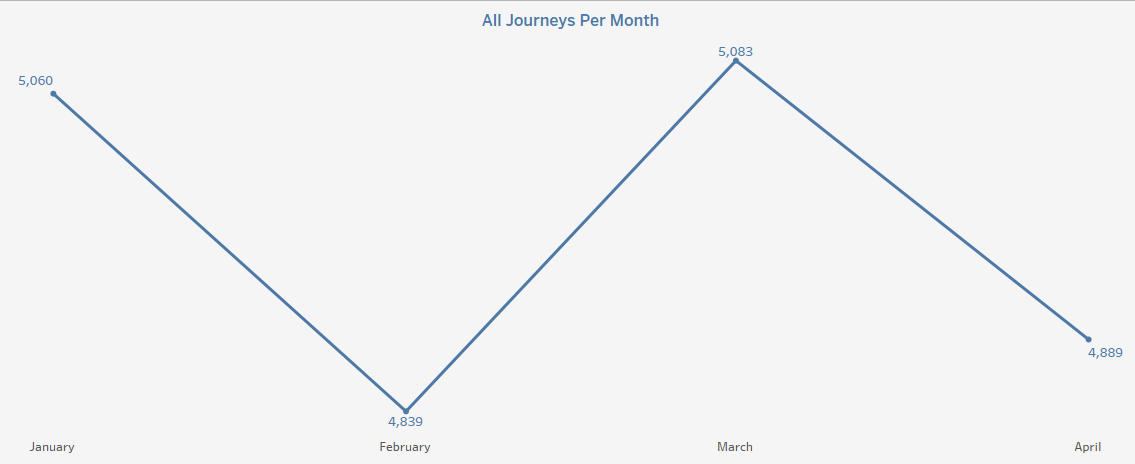 All Journeys Per Month
5,060
5,083
4,889
4,839
January
February
March
April